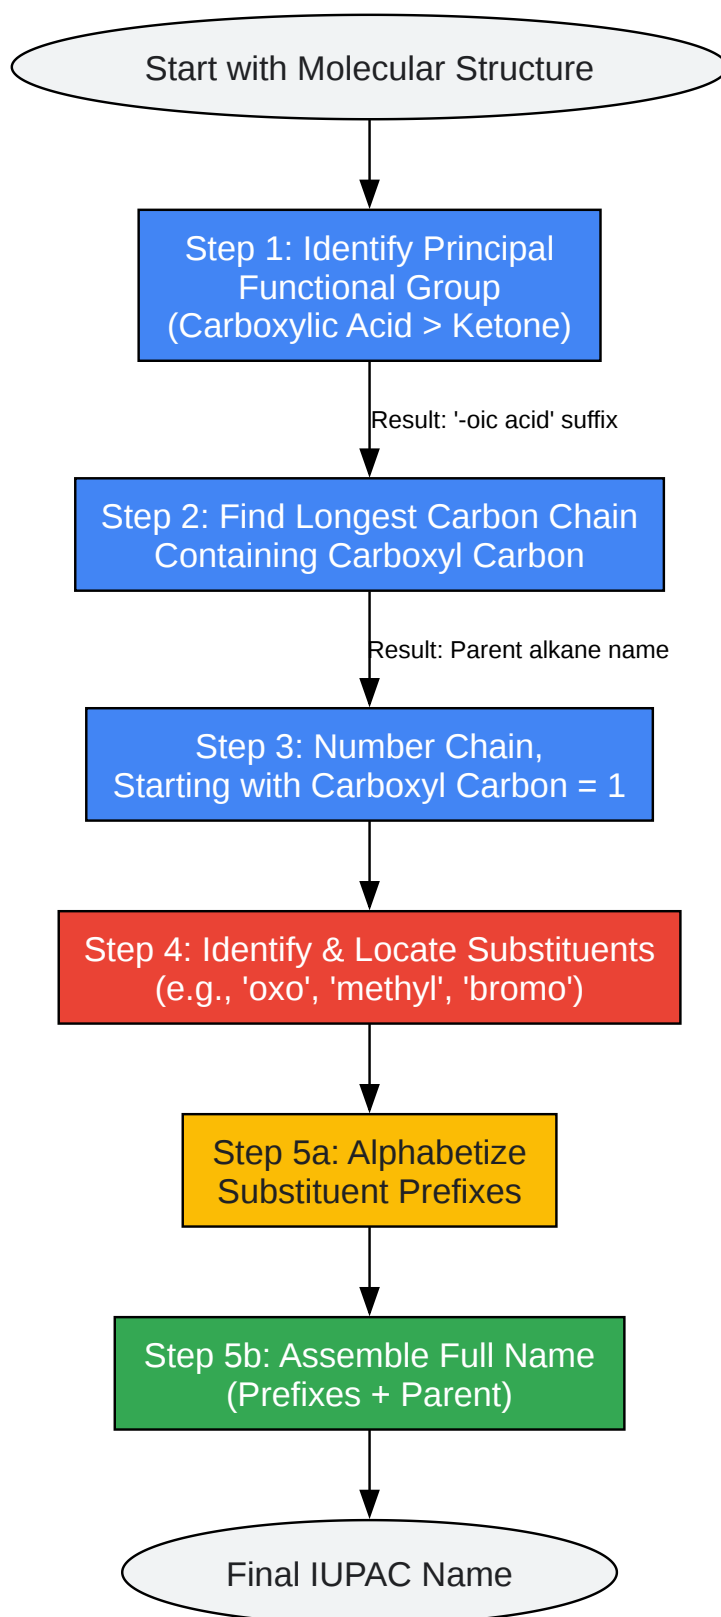 Start with Molecular Structure
Step 1: Identify Principal
Functional Group
(Carboxylic Acid > Ketone)
Result: '-oic acid' suffix
Step 2: Find Longest Carbon Chain
Containing Carboxyl Carbon
Result: Parent alkane name
Step 3: Number Chain,
Starting with Carboxyl Carbon = 1
Step 4: Identify & Locate Substituents
(e.g., 'oxo', 'methyl', 'bromo')
Step 5a: Alphabetize
Substituent Prefixes
Step 5b: Assemble Full Name
(Prefixes + Parent)
Final IUPAC Name